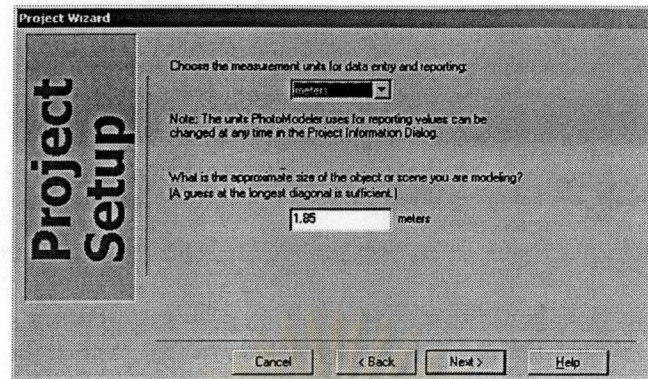 Project Wizard
Project
Setup
Choose the measurement units for data entry and reporting:
meters
Note: The units PhotoModeler uses for reporting values can be
changed at any time in the Project Information Dialog.
What is the approximate size of the object or scene you are modeling?
(A guess at the longest diagonal is sufficient.)
1.85 meters
Cancel < Back Next > Help